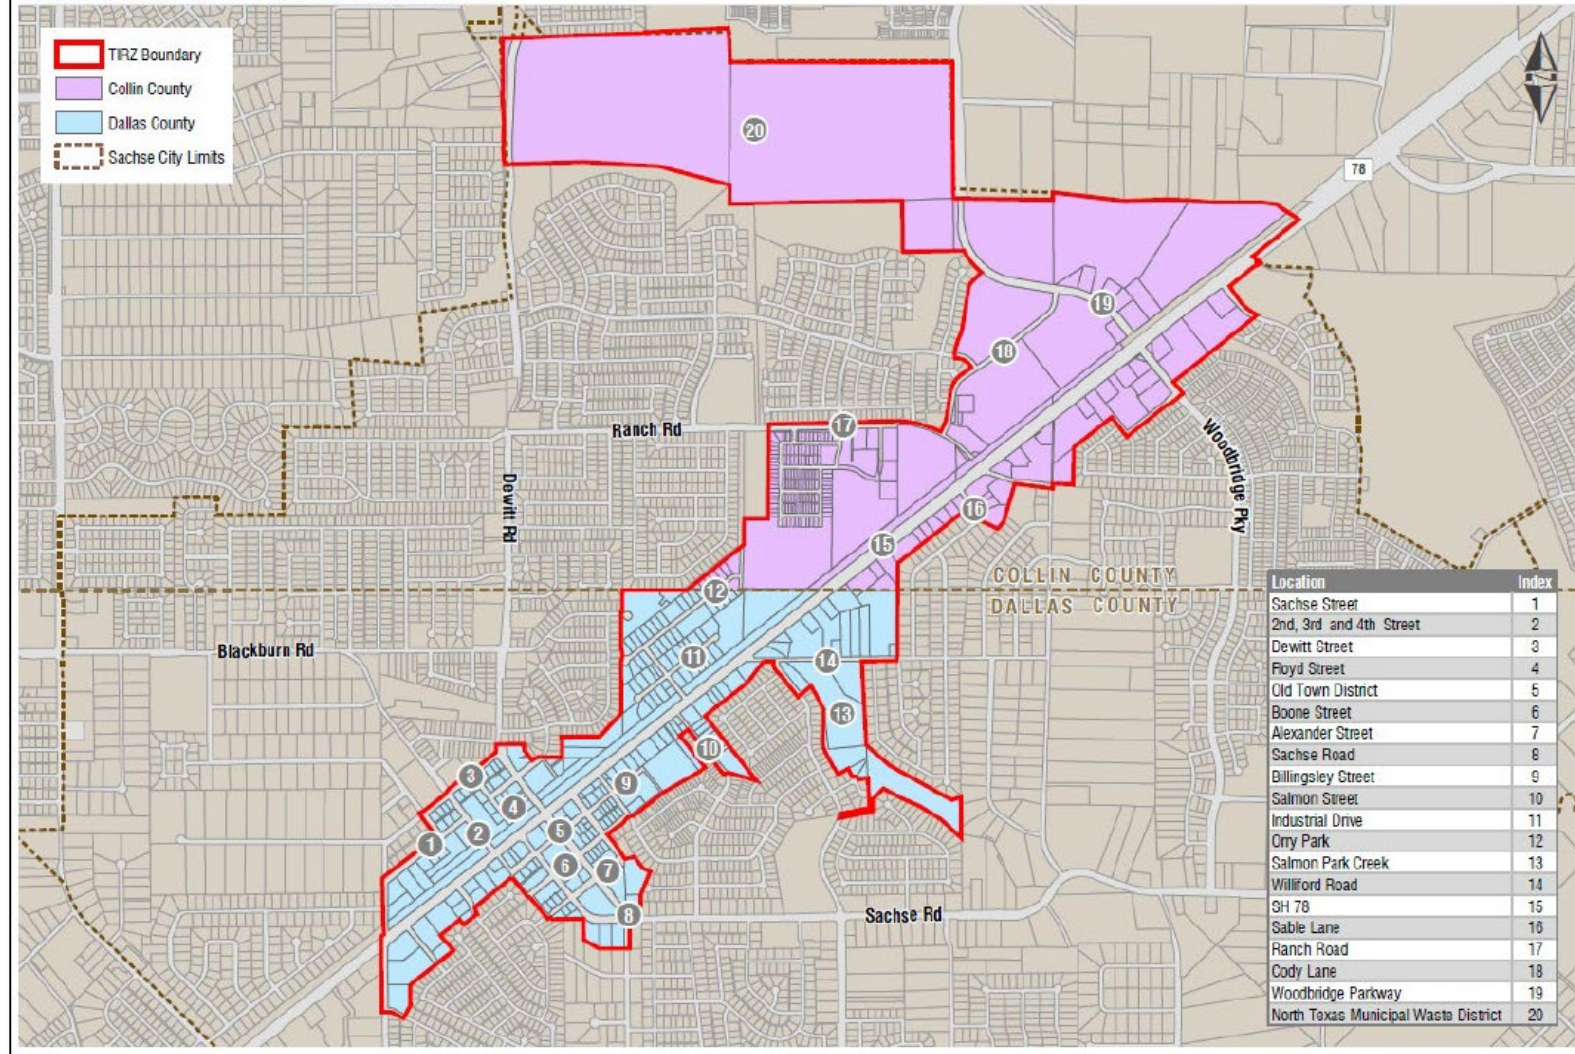 TIRZ Boundary
Collin County
Dallas County
Sachse City Limits
N
78
20
19
18
Ranch Rd
17
Woodbridge Pky
Dewitt Rd
16
15
COLLIN COUNTY
DALLAS COUNTY
12
Blackburn Rd
11
14
13
10
3
9
4
5
2
1
6
7
8
Sachse Rd
Location Index
Sachse Street 1
2nd, 3rd and 4th Street 2
Dewitt Street 3
Floyd Street 4
Old Town District 5
Boone Street 6
Alexander Street 7
Sachse Road 8
Billingsley Street 9
Salmon Street 10
Industrial Drive 11
Orry Park 12
Salmon Park Creek 13
Williford Road 14
SH 78 15
Sable Lane 16
Ranch Road 17
Cody Lane 18
Woodbridge Parkway 19
North Texas Municipal Waste District 20